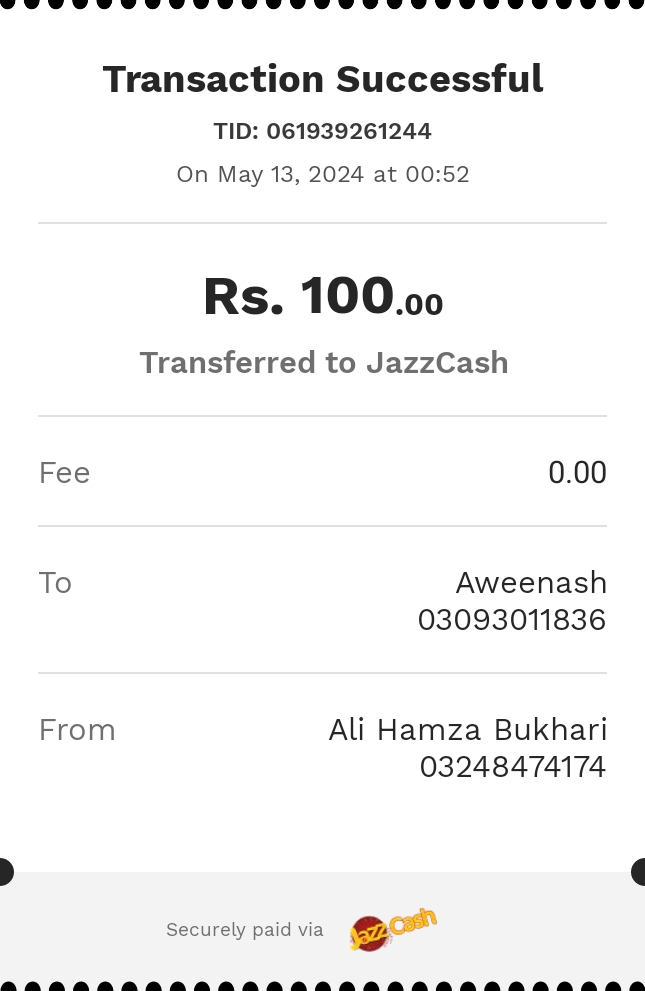 Transaction Successful
TID: 061939261244
On May 13, 2024 at 00:52
Rs. 100.00
Transferred to JazzCash
Fee 0.00
To Aweenash
03093011836
From Ali Hamza Bukhari
03248474174
Securely paid via JazzCash